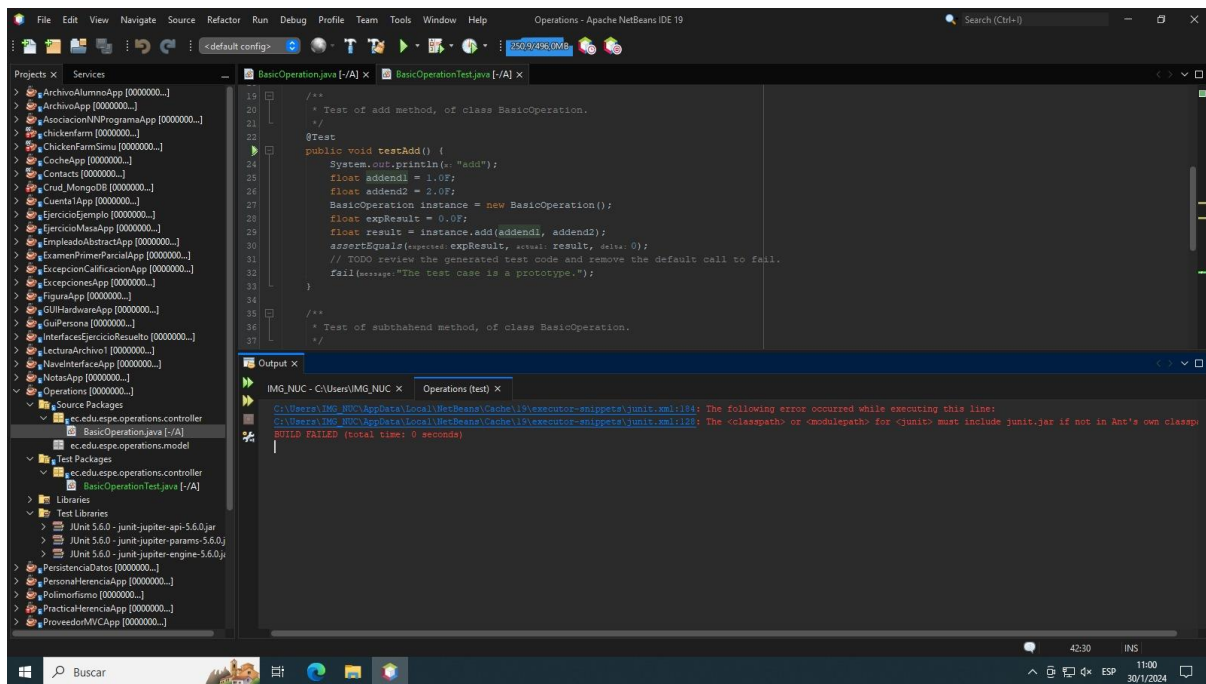 File Edit View Navigate Source Refactor Run Debug Profile Team Tools Window Help Operations - Apache NetBeans IDE 19 Search (Ctrl+I)
<default config> 250,9/496,0MB
Projects × Services
BasicOperation.java [-/A] × BasicOperationTest.java [-/A] ×
ArchivoAlumnoApp [0000000...]
ArchivoApp [0000000...]
AsociacionNNProgramaApp [0000000...]
chickenfarm [0000000...]
ChickenFarmSimu [0000000...]
CocheApp [0000000...]
Contacts [0000000...]
Crud_MongoDB [0000000...]
Cuenta1App [0000000...]
EjercicioEjemplo [0000000...]
EjercicioMasaApp [0000000...]
EmpleadoAbstractApp [0000000...]
ExamenPrimerParcialApp [0000000...]
ExcepcionCalificacionApp [0000000...]
ExcepcionesApp [0000000...]
FiguraApp [0000000...]
GUIHardwareApp [0000000...]
GuiPersona [0000000...]
InterfacesEjercicioResuelto [0000000...]
LecturaArchivo1 [0000000...]
NaveInterfaceApp [0000000...]
NotasApp [0000000...]
Operations [0000000...]
Source Packages
ec.edu.espe.operations.controller
BasicOperation.java [-/A]
ec.edu.espe.operations.model
Test Packages
ec.edu.espe.operations.controller
BasicOperationTest.java [-/A]
Libraries
Test Libraries
JUnit 5.6.0 - junit-jupiter-api-5.6.0.jar
JUnit 5.6.0 - junit-jupiter-params-5.6.0.j
JUnit 5.6.0 - junit-jupiter-engine-5.6.0.ja
PersistenciaDatos [0000000...]
PersonaHerenciaApp [0000000...]
Polimorfismo [0000000...]
PracticaHerenciaApp [0000000...]
ProveedorMVCApp [0000000...]
19 /**
20 * Test of add method, of class BasicOperation.
21 */
22 @Test
public void testAdd() {
24 System.out.println(x: "add");
25 float addend1 = 1.0F;
26 float addend2 = 2.0F;
27 BasicOperation instance = new BasicOperation();
28 float expResult = 0.0F;
29 float result = instance.add(addend1, addend2);
30 assertEquals(expected: expResult, actual: result, delta: 0);
31 // TODO review the generated test code and remove the default call to fail.
32 fail(message: "The test case is a prototype.");
33 }
34
35 /**
36 * Test of subthahend method, of class BasicOperation.
37 */
Output ×
IMG_NUC - C:\Users\IMG_NUC × Operations (test) ×
C:\Users\IMG_NUC\AppData\Local\NetBeans\Cache\19\executor-snippets\junit.xml:184: The following error occurred while executing this line:
C:\Users\IMG_NUC\AppData\Local\NetBeans\Cache\19\executor-snippets\junit.xml:128: The <classpath> or <modulepath> for <junit> must include junit.jar if not in Ant's own classp
BUILD FAILED (total time: 0 seconds)
42:30 INS
Buscar
ESP
11:00
30/1/2024